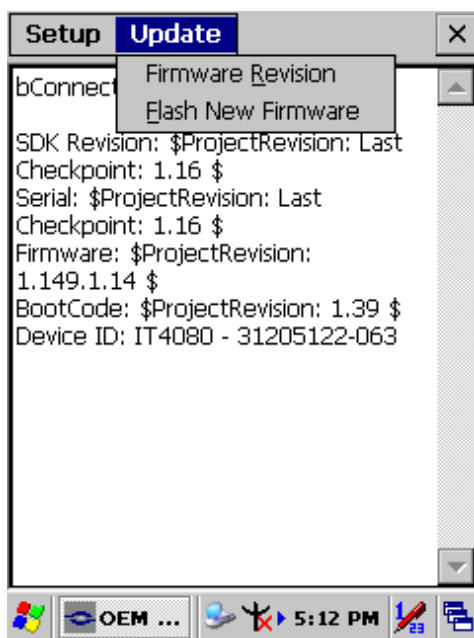 Setup Update
Firmware Revision
Flash New Firmware
bConnect
SDK Revision: $ProjectRevision: Last
Checkpoint: 1.16 $
Serial: $ProjectRevision: Last
Checkpoint: 1.16 $
Firmware: $ProjectRevision:
1.149.1.14 $
BootCode: $ProjectRevision: 1.39 $
Device ID: IT4080 - 31205122-063
OEM ... 5:12 PM